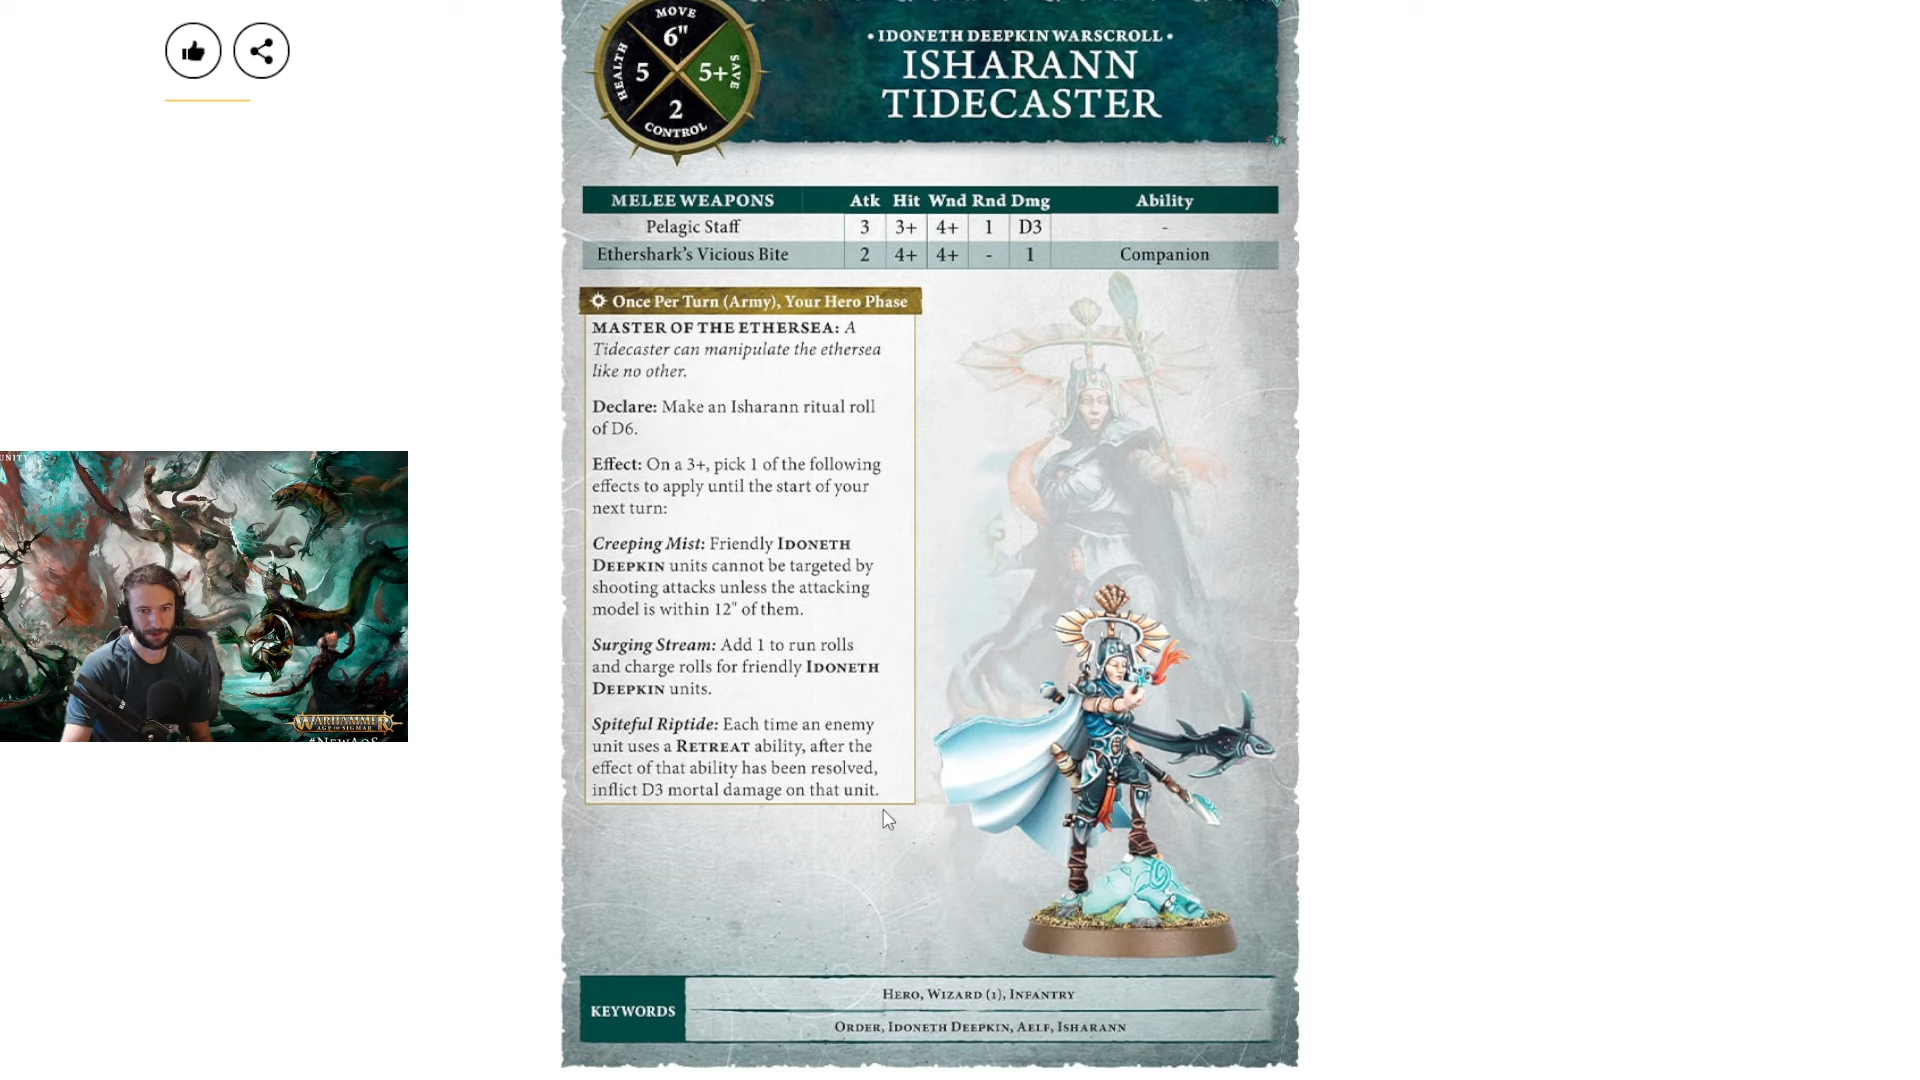 MOVE
6"
HEALTH
5
5+
SAVE
2
CONTROL
• IDONETH DEEPKIN WARSCROLL •
ISHARANN
TIDECASTER
MELEE WEAPONS Atk Hit Wnd Rnd Dmg Ability
Pelagic Staff 3 3+ 4+ 1 D3 -
Ethershark's Vicious Bite 2 4+ 4+ - 1 Companion
Once Per Turn (Army), Your Hero Phase
MASTER OF THE ETHERSEA: A
Tidecaster can manipulate the ethersea
like no other.
Declare: Make an Isharann ritual roll
of D6.
Effect: On a 3+, pick 1 of the following
effects to apply until the start of your
next turn:
Creeping Mist: Friendly IDONETH
DEEPKIN units cannot be targeted by
shooting attacks unless the attacking
model is within 12" of them.
Surging Stream: Add 1 to run rolls
and charge rolls for friendly IDONETH
DEEPKIN units.
Spiteful Riptide: Each time an enemy
unit uses a RETREAT ability, after the
effect of that ability has been resolved,
inflict D3 mortal damage on that unit.
KEYWORDS
HERO, WIZARD (1), INFANTRY
ORDER, IDONETH DEEPKIN, AELF, ISHARANN
UNITY
WARHAMMER
AGE OF SIGMAR
#NEWAOS